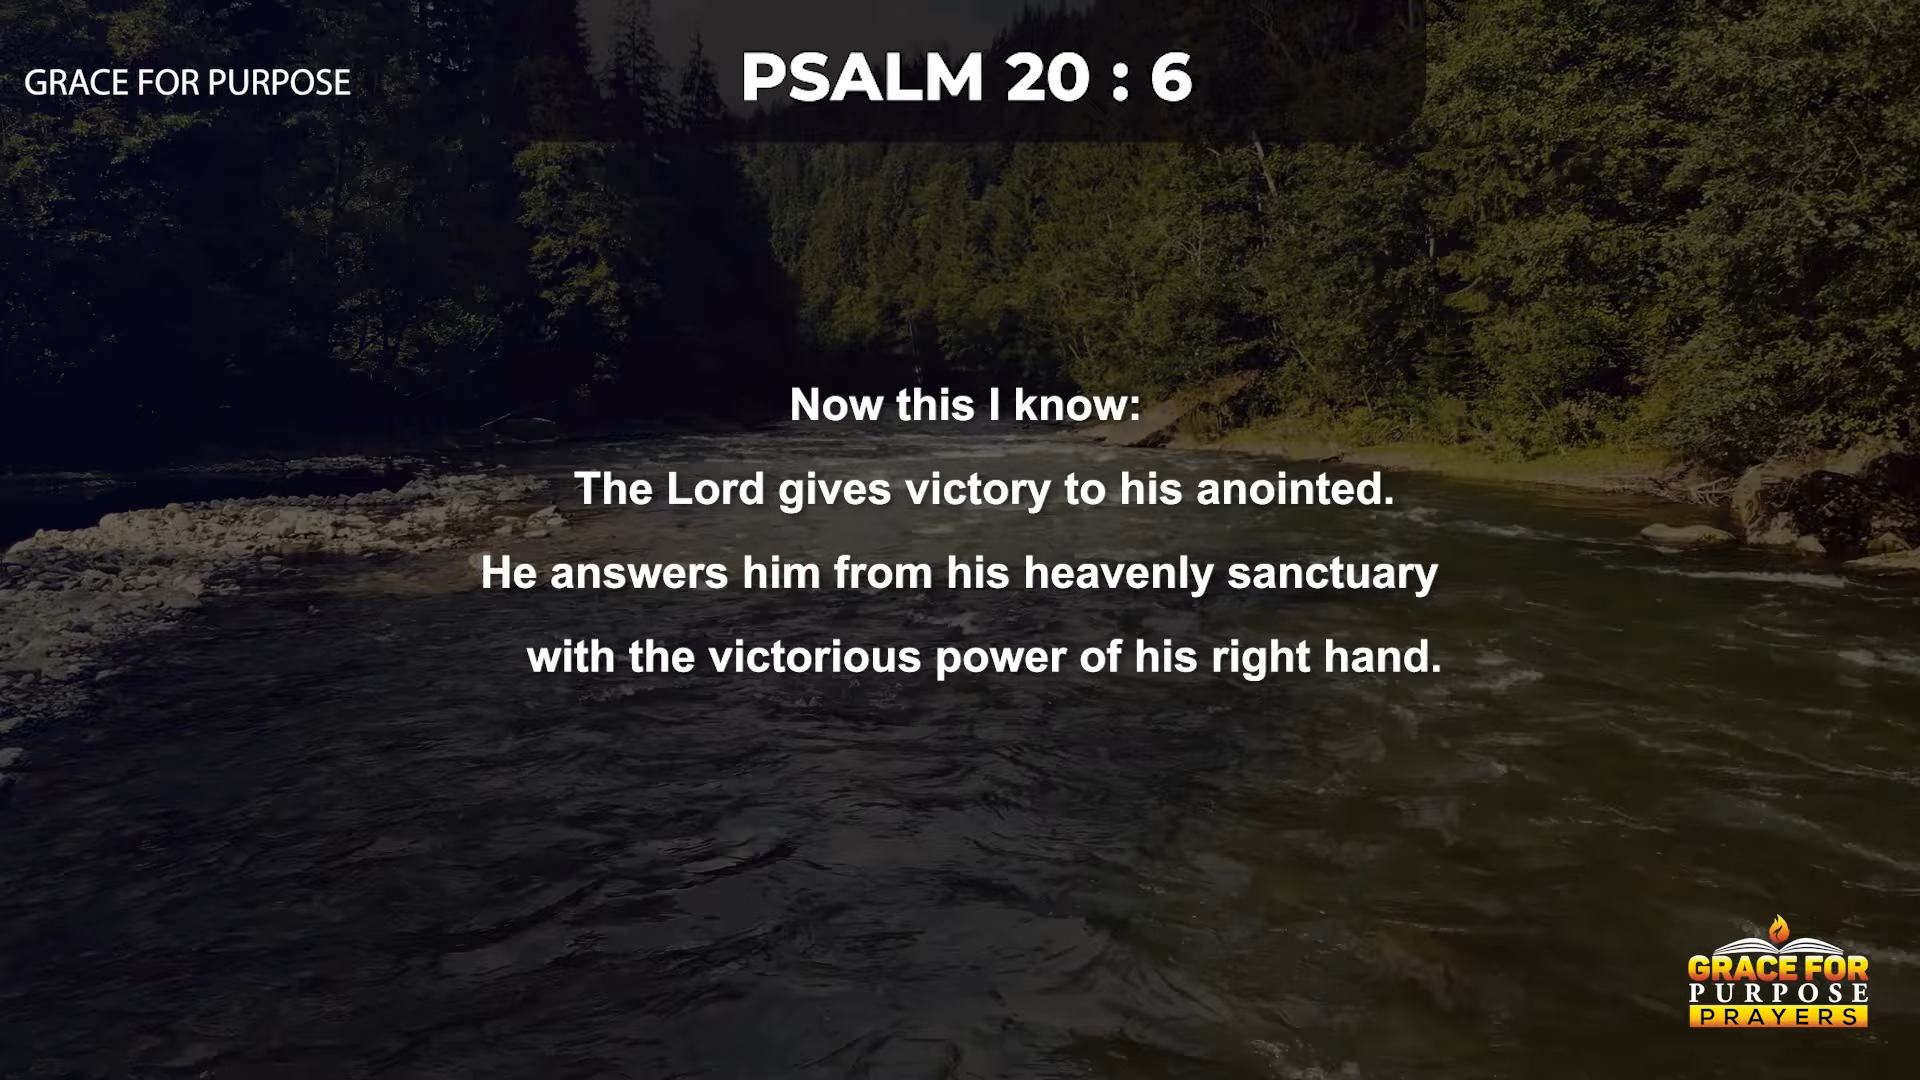 GRACE FOR PURPOSE
PSALM 20 : 6
Now this I know:
The Lord gives victory to his anointed.
He answers him from his heavenly sanctuary
with the victorious power of his right hand.
GRACE FOR
PURPOSE
PRAYERS